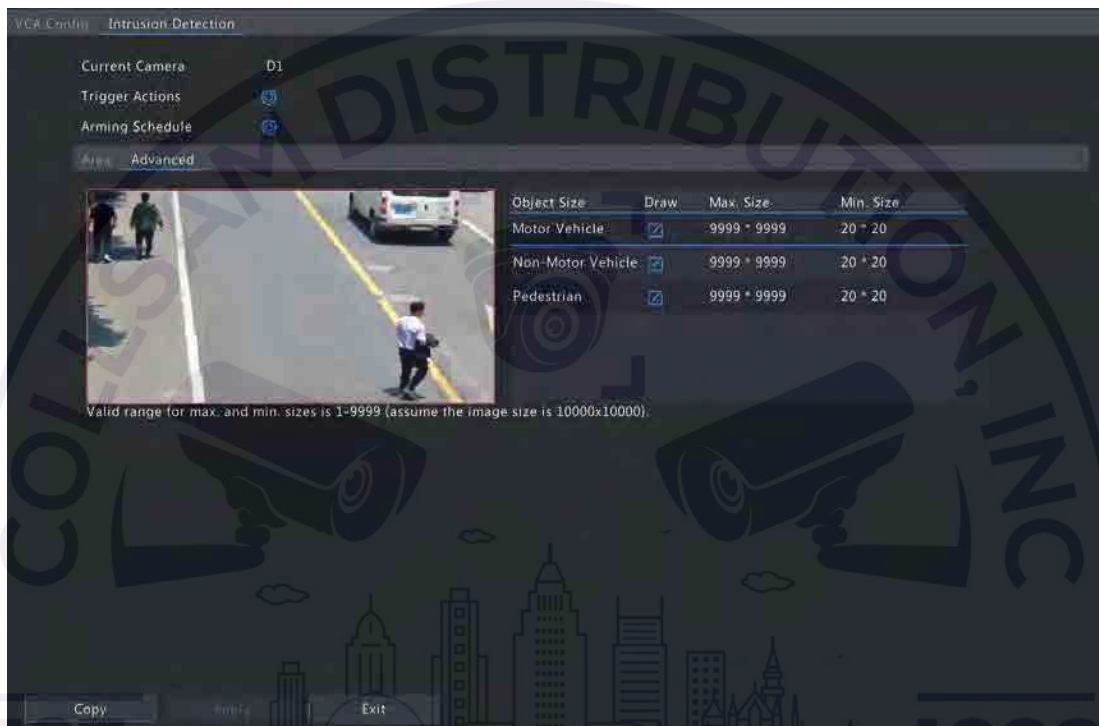 VCA Config Intrusion Detection
Current Camera D1
Trigger Actions
Arming Schedule
Area Advanced
Object Size Draw Max. Size Min. Size
Motor Vehicle 9999 * 9999 20 * 20
Non-Motor Vehicle 9999 * 9999 20 * 20
Pedestrian 9999 * 9999 20 * 20
Valid range for max. and min. sizes is 1-9999 (assume the image size is 10000x10000).
COLLSAM DISTRIBUTION, INC
Copy Apply Exit